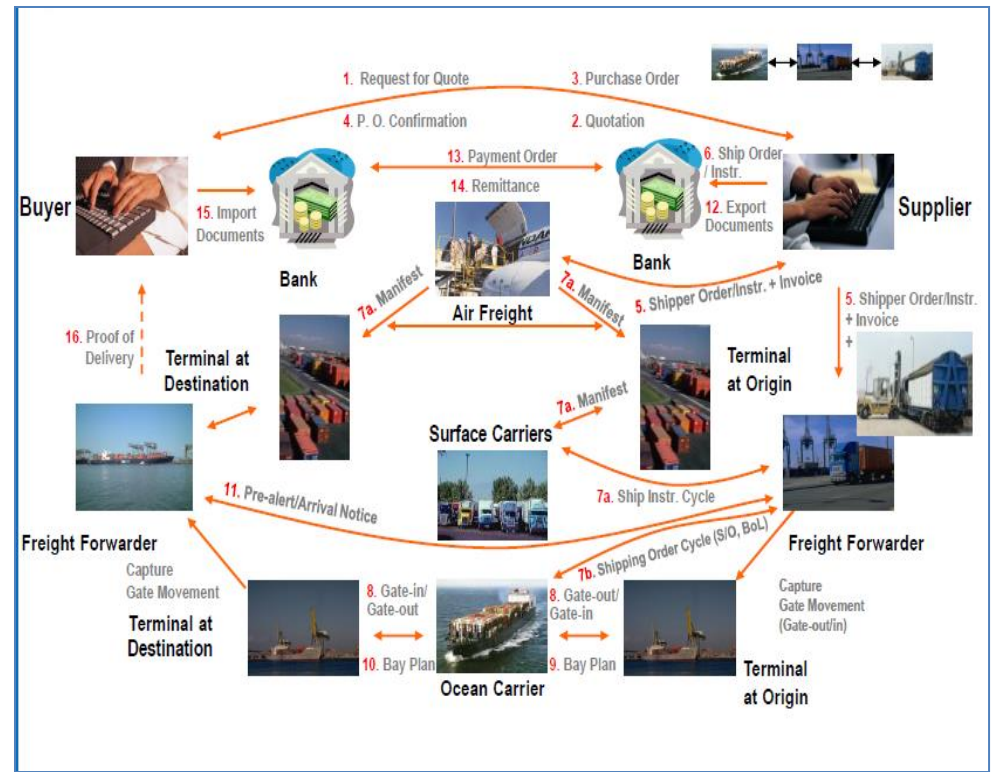 1. Request for Quote
3. Purchase Order
4. P. O. Confirmation
2. Quotation
Buyer
15. Import
Documents
Bank
13. Payment Order
14. Remittance
6. Ship Order
/ Instr.
12. Export
Documents
Bank
Supplier
7a. Manifest
Air Freight
7a. Manifest
5. Shipper Order/Instr. + Invoice
5. Shipper Order/Instr.
+ Invoice
+
16. Proof of
Delivery
Terminal at
Destination
Terminal
at Origin
7a. Manifest
Surface Carriers
7a. Ship Instr. Cycle
11. Pre-alert/Arrival Notice
7b. Shipping Order Cycle (S/O, BoL)
Freight Forwarder
Freight Forwarder
Capture
Gate Movement
Terminal at
Destination
8. Gate-in/
Gate-out
10. Bay Plan
Ocean Carrier
8. Gate-out/
Gate-in
9. Bay Plan
Capture
Gate Movement
(Gate-out/in)
Terminal
at Origin